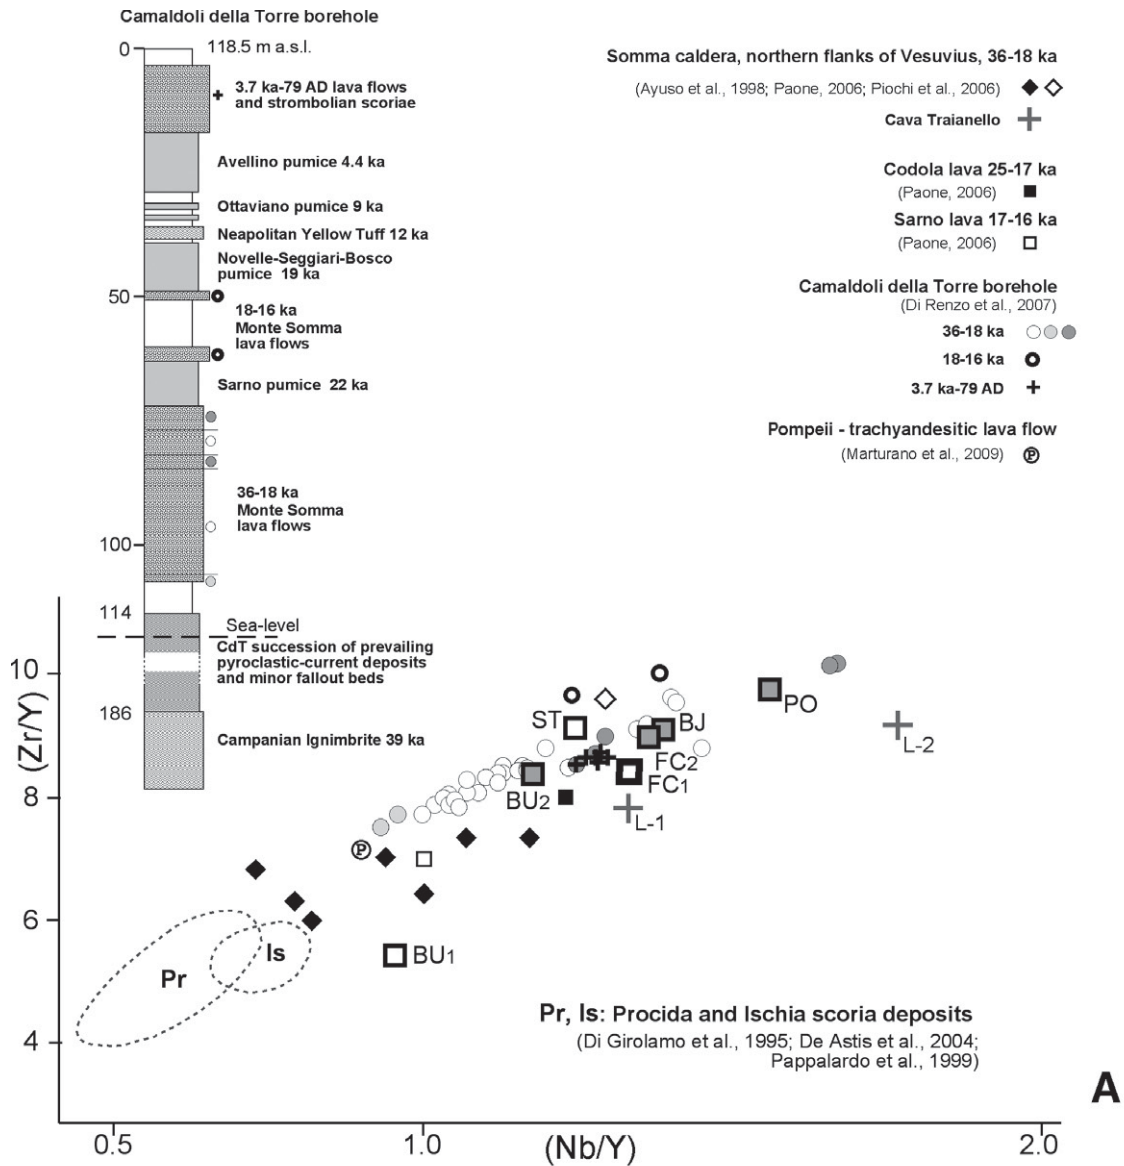 Camaldoli della Torre borehole
0
118.5 m a.s.l.
3.7 ka-79 AD lava flows
and strombolian scoriae
Avellino pumice 4.4 ka
Ottaviano pumice 9 ka
Neapolitan Yellow Tuff 12 ka
Novelle-Seggiari-Bosco
pumice 19 ka
50
18-16 ka
Monte Somma
lava flows
Sarno pumice 22 ka
36-18 ka
Monte Somma
lava flows
100
114
Sea-level
CdT succession of prevailing
pyroclastic-current deposits
and minor fallout beds
186
Campanian Ignimbrite 39 ka
Somma caldera, northern flanks of Vesuvius, 36-18 ka
(Ayuso et al., 1998; Paone, 2006; Piochi et al., 2006)
Cava Traianello
Codola lava 25-17 ka
(Paone, 2006)
Sarno lava 17-16 ka
(Paone, 2006)
Camaldoli della Torre borehole
(Di Renzo et al., 2007)
36-18 ka
18-16 ka
3.7 ka-79 AD
Pompeii - trachyandesitic lava flow
(Marturano et al., 2009)
P
10
8
6
4
(Zr/Y)
ST
BJ
PO
L-2
FC2
FC1
BU2
L-1
P
BU1
Is
Pr
Pr, Is: Procida and Ischia scoria deposits
(Di Girolamo et al., 1995; De Astis et al., 2004;
Pappalardo et al., 1999)
A
0.5
1.0
(Nb/Y)
2.0